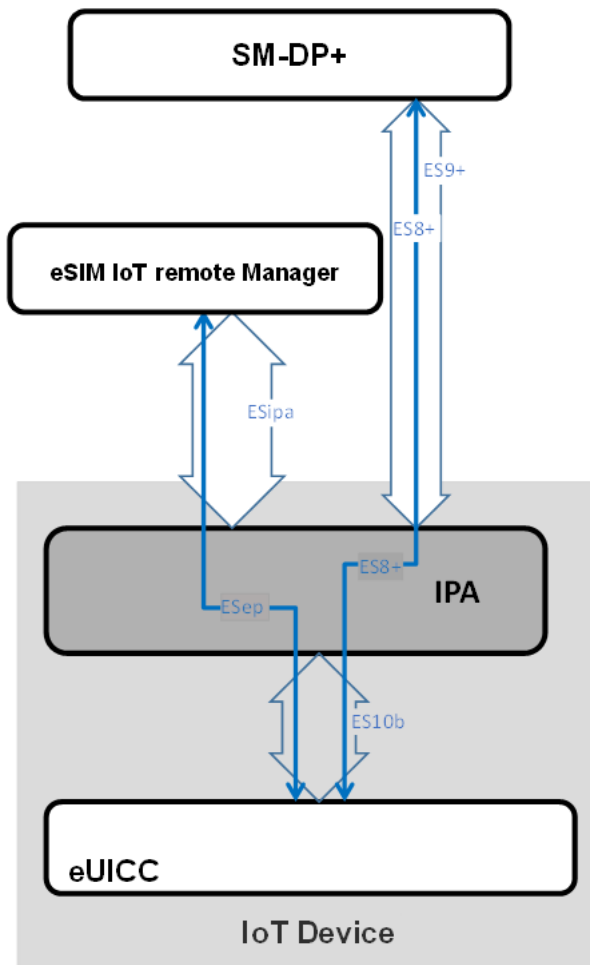 SM-DP+
ES9+
ES8+
eSIM IoT remote Manager
ESipa
ES8+
IPA
ESep
ES10b
eUICC
IoT Device